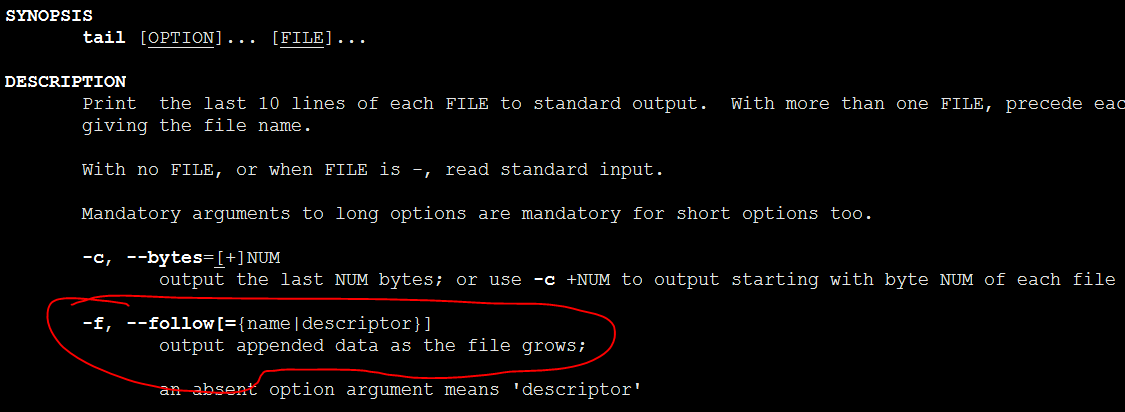 SYNOPSIS
tail [OPTION]... [FILE]...
DESCRIPTION
Print  the last 10 lines of each FILE to standard output.  With more than one FILE, precede eac
giving the file name.
With no FILE, or when FILE is -, read standard input.
Mandatory arguments to long options are mandatory for short options too.
-c, --bytes=[+]NUM
output the last NUM bytes; or use -c +NUM to output starting with byte NUM of each file
-f, --follow[={name|descriptor}]
output appended data as the file grows;
an absent option argument means 'descriptor'